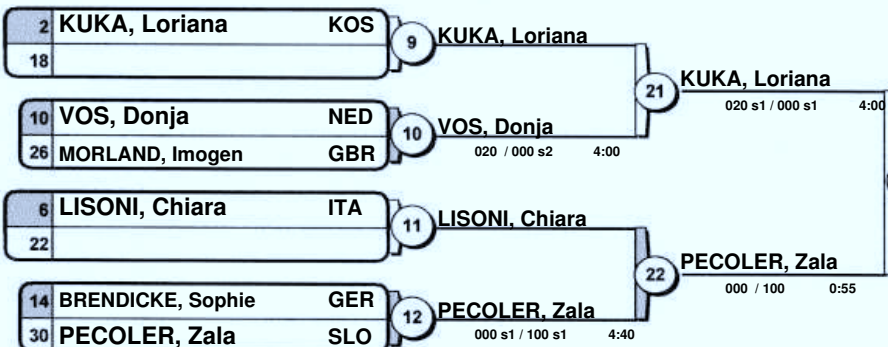 2 KUKA, Loriana KOS
18
9
KUKA, Loriana
10 VOS, Donja NED
26 MORLAND, Imogen GBR
10
VOS, Donja
020 / 000 s2 4:00
21
KUKA, Loriana
020 s1 / 000 s1 4:00
6 LISONI, Chiara ITA
22
11
LISONI, Chiara
14 BRENDICKE, Sophie GER
30 PECOLER, Zala SLO
12
PECOLER, Zala
000 s1 / 100 s1 4:40
22
PECOLER, Zala
000 / 100 0:55